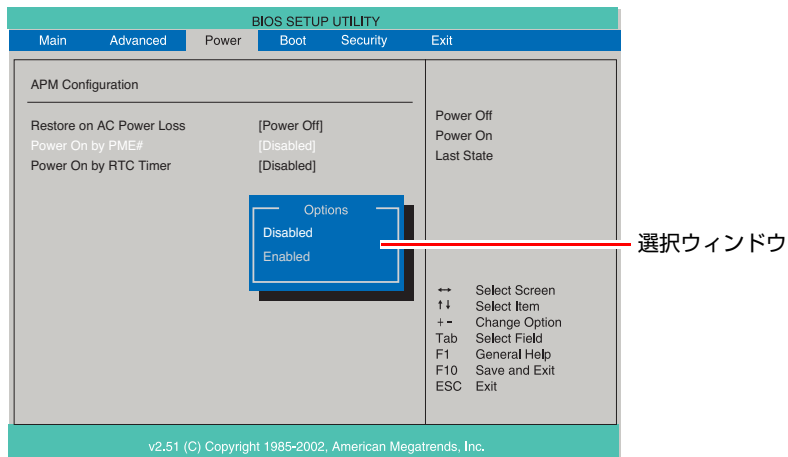 BIOS SETUP UTILITY
Main Advanced Power Boot Security Exit
APM Configuration
Restore on AC Power Loss [Power Off]
Power On by PME# [Disabled]
Power On by RTC Timer [Disabled]
Power Off
Power On
Last State
Options
Disabled
Enabled
選択ウィンドウ
↔ Select Screen
↑↓ Select Item
+- Change Option
Tab Select Field
F1 General Help
F10 Save and Exit
ESC Exit
v2.51 (C) Copyright 1985-2002, American Megatrends, Inc.